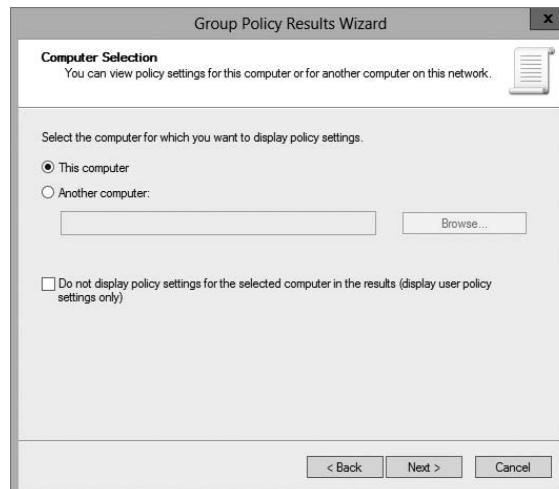 Group Policy Results Wizard
x
Computer Selection
You can view policy settings for this computer or for another computer on this network.
Select the computer for which you want to display policy settings.
This computer
Another computer:
Browse...
Do not display policy settings for the selected computer in the results (display user policy
settings only)
< Back Next > Cancel